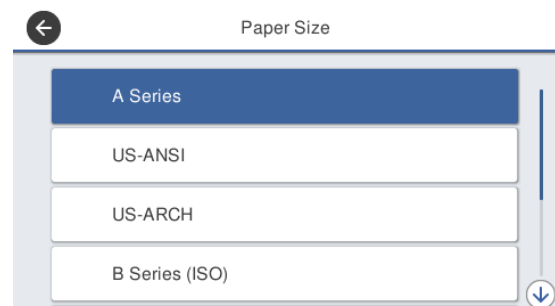 Paper Size
A Series
US-ANSI
US-ARCH
B Series (ISO)